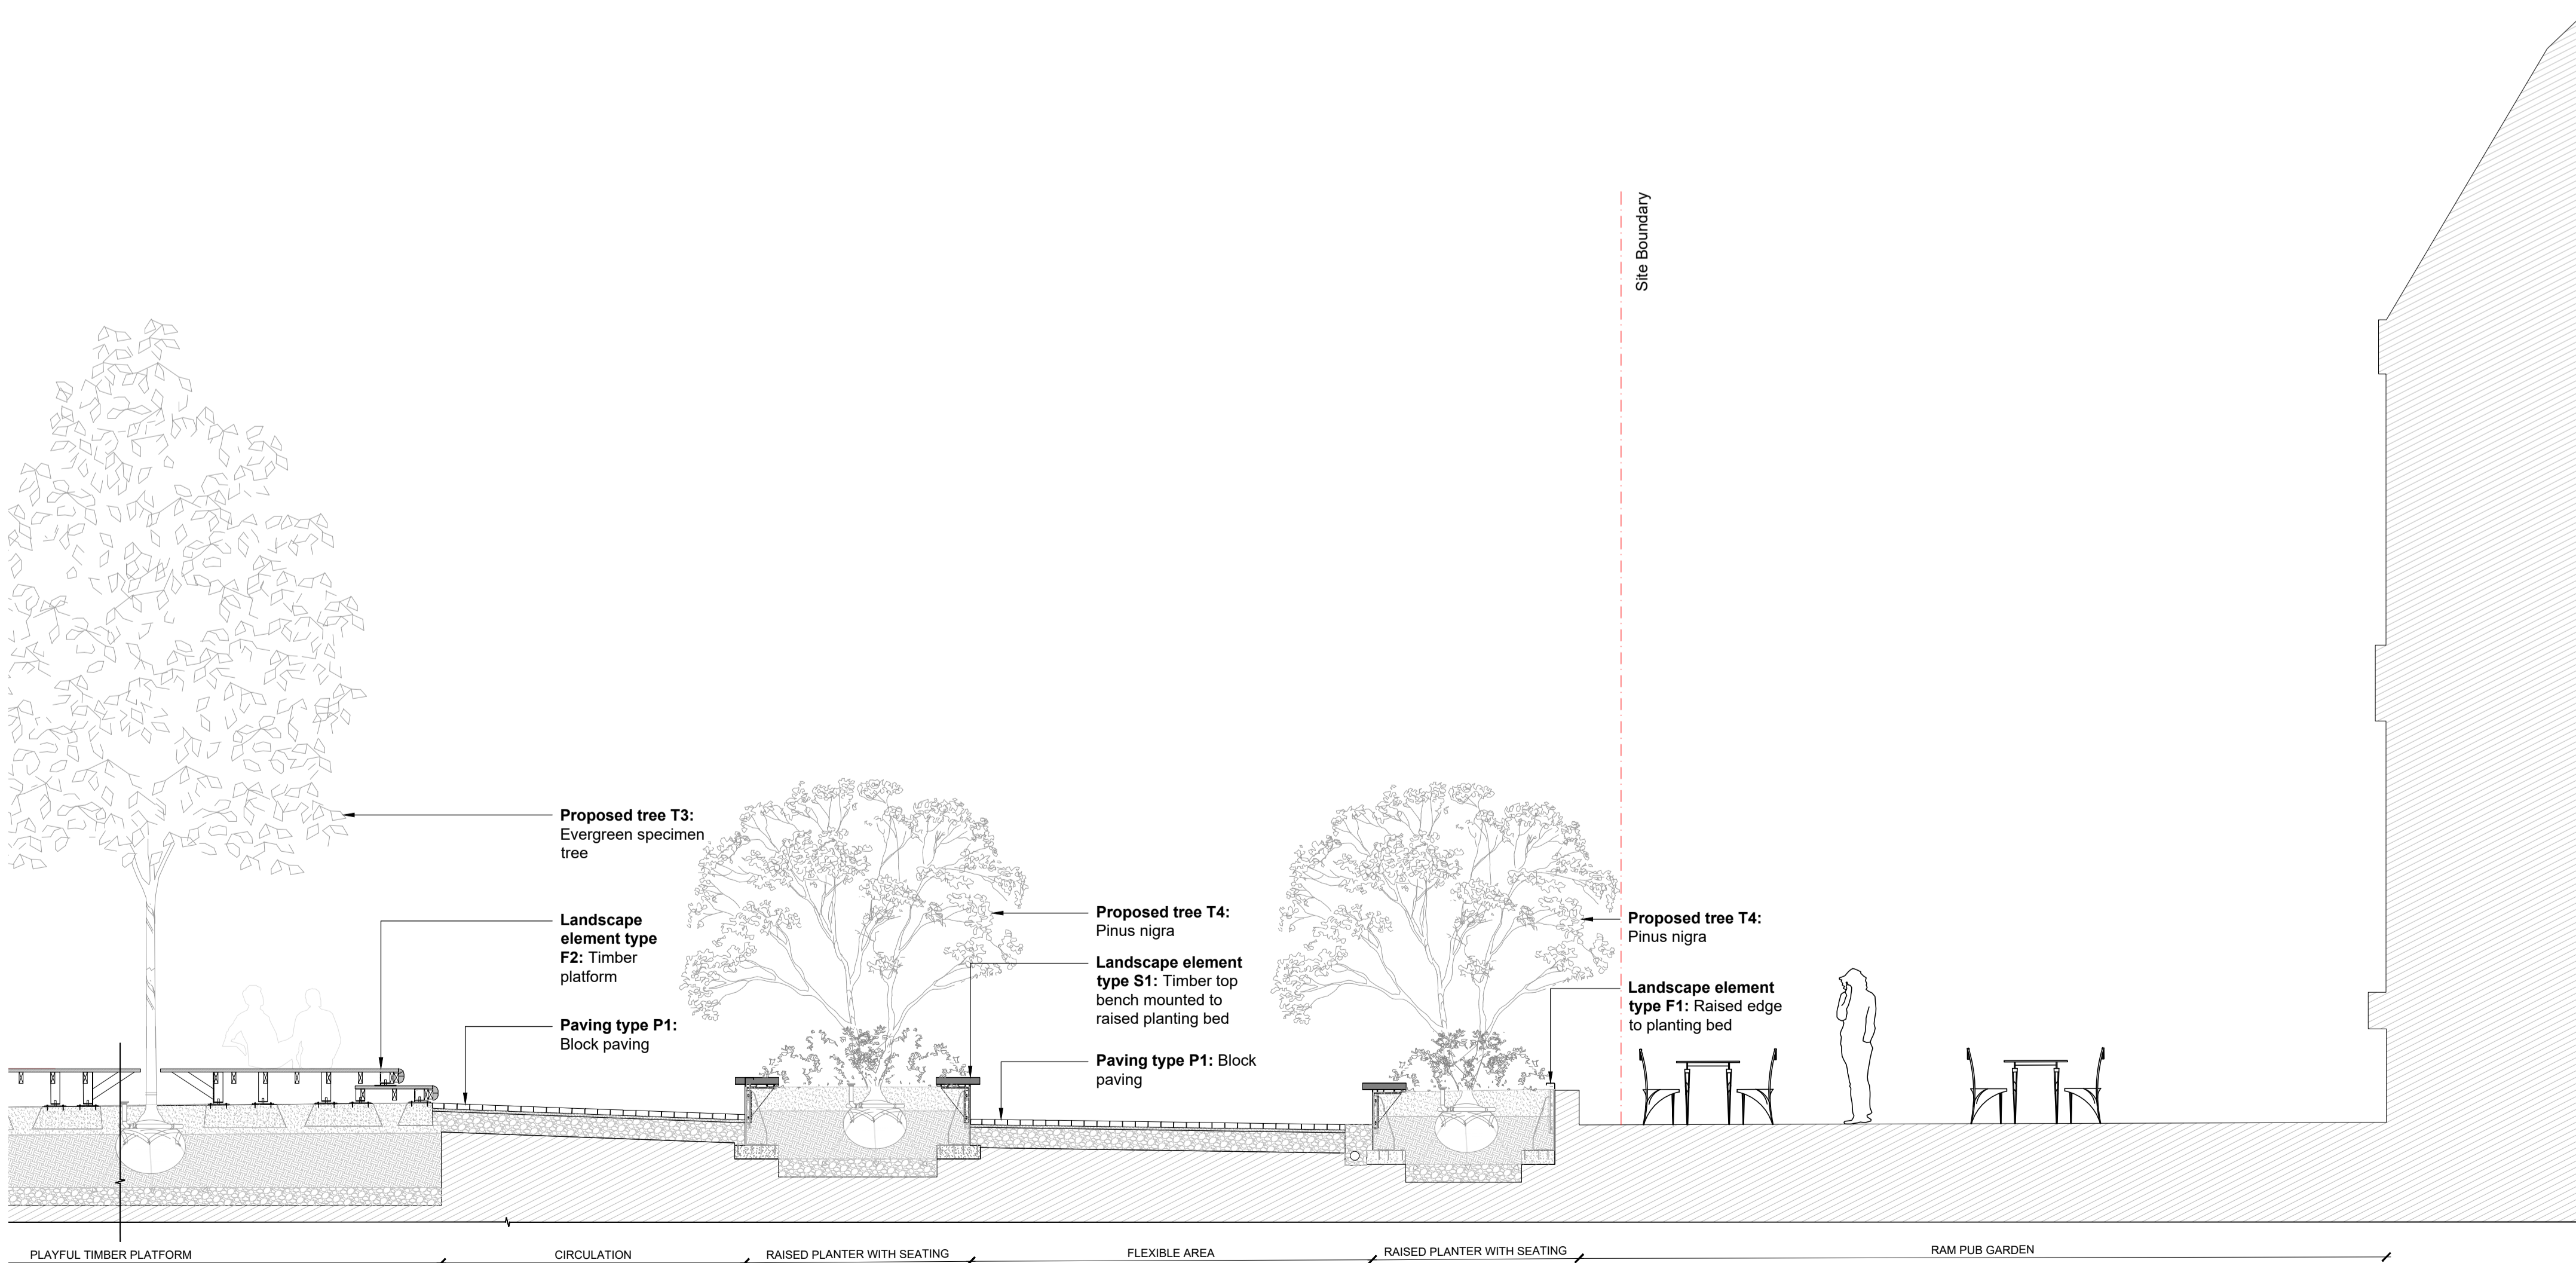 Site Boundary
Proposed tree T3:
Evergreen specimen
tree
Landscape
element type
F2: Timber
platform
Paving type P1:
Block paving
Proposed tree T4:
Pinus nigra
Landscape element
type S1: Timber top
bench mounted to
raised planting bed
Paving type P1: Block
paving
Proposed tree T4:
Pinus nigra
Landscape element
type F1: Raised edge
to planting bed
PLAYFUL TIMBER PLATFORM
CIRCULATION
RAISED PLANTER WITH SEATING
FLEXIBLE AREA
RAISED PLANTER WITH SEATING
RAM PUB GARDEN